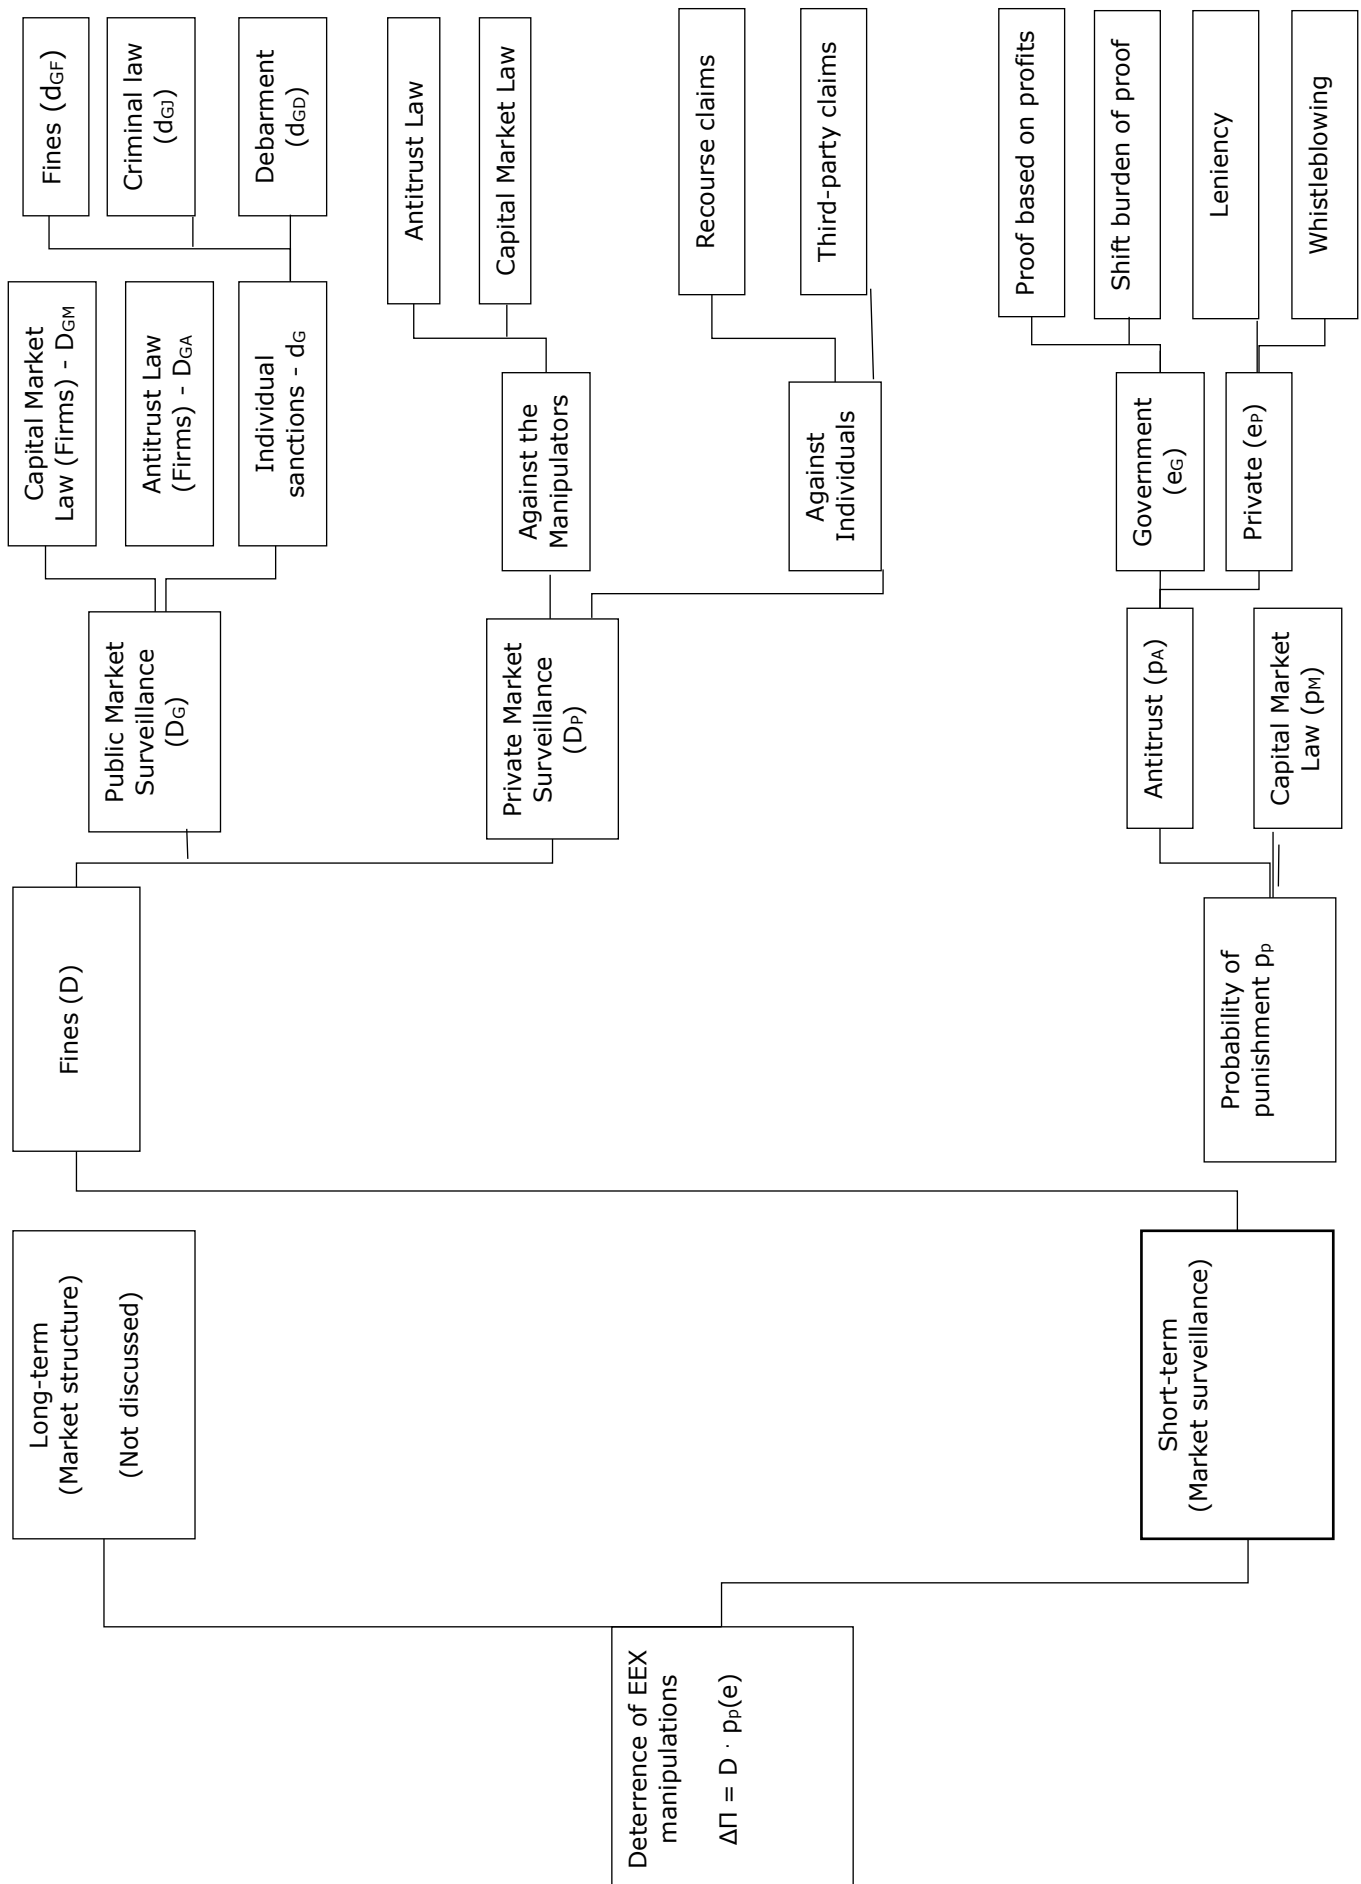 Deterrence of EEX
manipulations
ΔΠ = D · pp(e)
Long-term
(Market structure)
(Not discussed)
Short-term
(Market surveillance)
Fines (D)
Probability of
punishment pp
Public Market
Surveillance
(DG)
Private Market
Surveillance
(DP)
Antitrust (pA)
Capital Market
Law (pM)
Capital Market
Law (Firms) - DGM
Antitrust Law
(Firms) - DGA
Individual
sanctions - dG
Against the
Manipulators
Against
Individuals
Government
(eG)
Private (eP)
Fines (dGF)
Criminal law
(dGJ)
Debarment
(dGD)
Antitrust Law
Capital Market Law
Recourse claims
Third-party claims
Proof based on profits
Shift burden of proof
Leniency
Whistleblowing